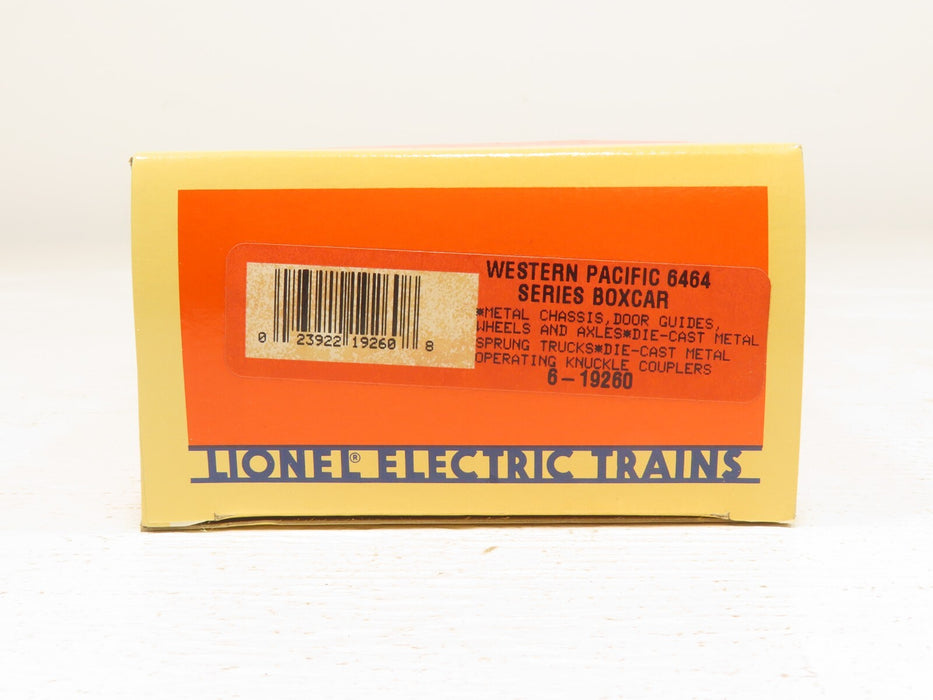 WESTERN PACIFIC 6464
SERIES BOXCAR
*METAL CHASSIS, DOOR GUIDES,
WHEELS AND AXLES*DIE-CAST METAL
SPRUNG TRUCKS*DIE-CAST METAL
OPERATING KNUCKLE COUPLERS
6-19260
0 23922 19260 8
LIONEL® ELECTRIC TRAINS